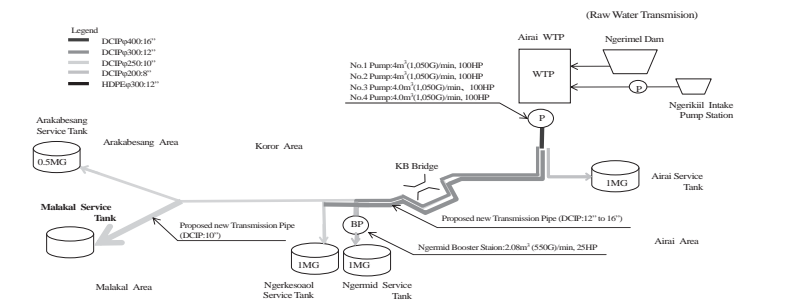 (Raw Water Transmision)
Legend
DCIPφ400:16”
DCIPφ300:12”
DCIPφ250:10”
DCIPφ200:8”
HDPEφ300:12”
Airai WTP
Ngerimel Dam
WTP
P
Ngerikiil Intake
Pump Station
No.1 Pump:4m³(1,050G)/min, 100HP
No.2 Pump:4m³(1,050G)/min, 100HP
No.3 Pump:4.0m³(1,050G)/min、100HP
No.4 Pump:4.0m³(1,050G)/min, 100HP
P
Arakabesang
Service Tank
0.5MG
Arakabesang Area
Koror Area
KB Bridge
1MG
Airai Service
Tank
Malakal Service
Tank
Proposed new Transmission Pipe
(DCIP:10”)
BP
Proposed new Transmission Pipe (DCIP:12” to 16”)
Ngermid Booster Staion:2.08m³ (550G)/min, 25HP
Airai Area
1MG
1MG
Malakal Area
Ngerkesoaol
Service Tank
Ngermid Service
Tank